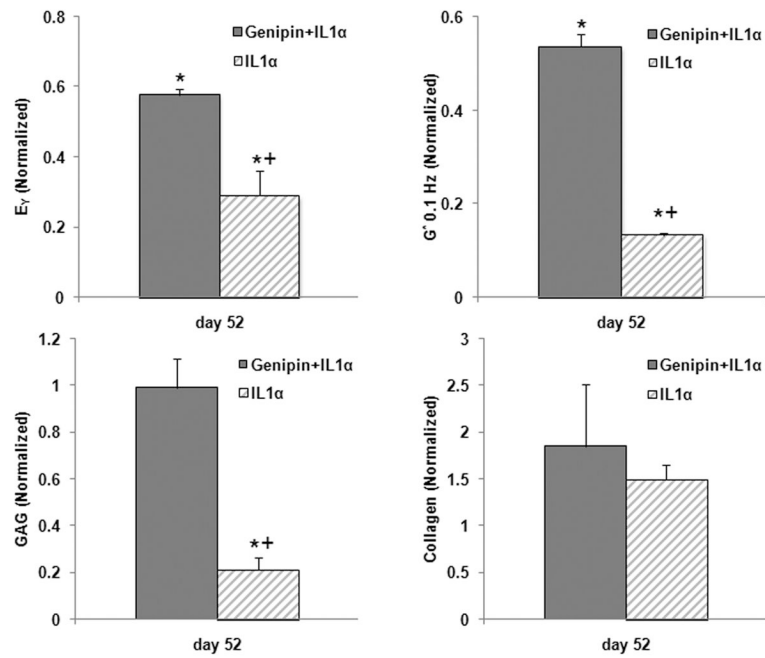 0.8
0.6
0.4
0.2
0
E_Y (Normalized)
Genipin+IL1α
IL1α
*
*+
day 52
0.6
0.4
0.2
0
G* 0.1 Hz (Normalized)
Genipin+IL1α
IL1α
*
*+
day 52
1.2
1
0.8
0.6
0.4
0.2
0
GAG (Normalized)
Genipin+IL1α
IL1α
*+
day 52
3
2.5
2
1.5
1
0.5
0
Collagen (Normalized)
Genipin+IL1α
IL1α
day 52